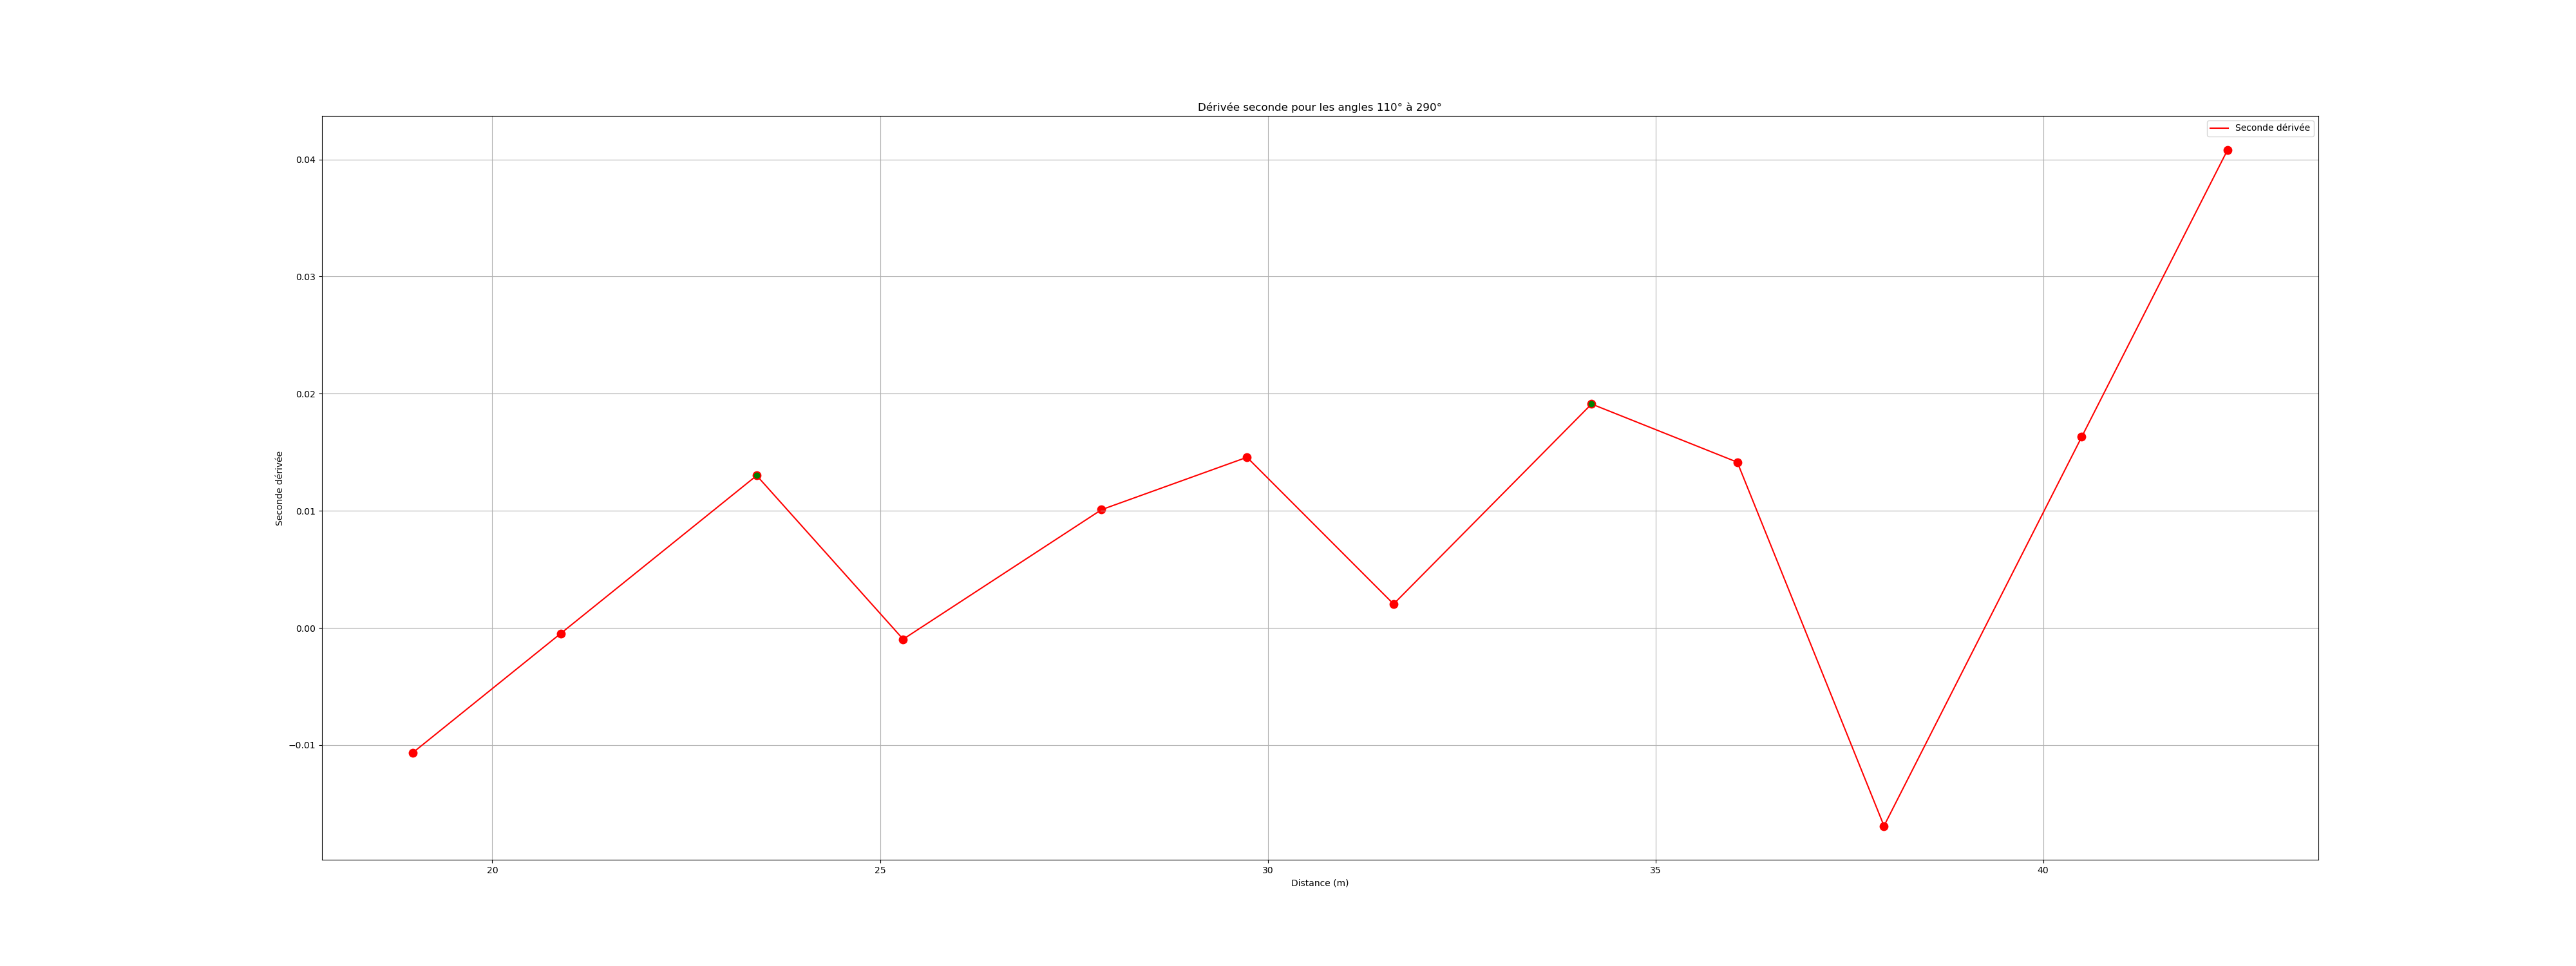 Dérivée seconde pour les angles 110° à 290°
Seconde dérivée
0.04
0.03
0.02
0.01
0.00
−0.01
Seconde dérivée
20
25
30
35
40
Distance (m)